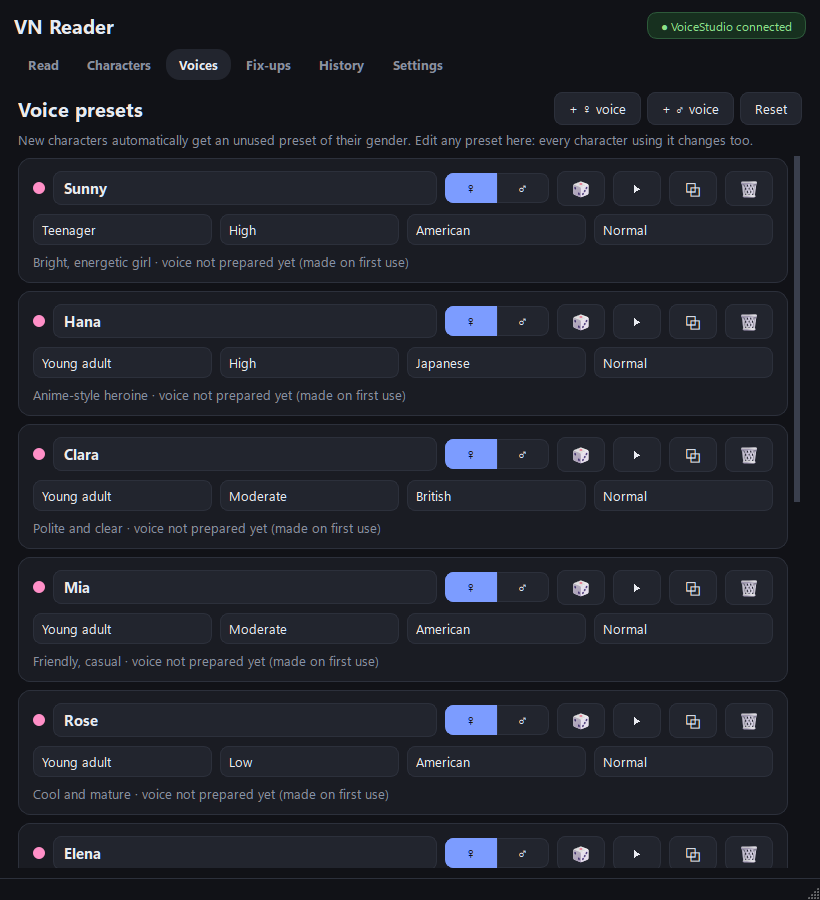 VN Reader
● VoiceStudio connected
Read Characters Voices Fix-ups History Settings
Voice presets
+ ♀ voice + ♂ voice Reset
New characters automatically get an unused preset of their gender. Edit any preset here: every character using it changes too.
Sunny ♀ ♂
Teenager High American Normal
Bright, energetic girl · voice not prepared yet (made on first use)
Hana ♀ ♂
Young adult High Japanese Normal
Anime-style heroine · voice not prepared yet (made on first use)
Clara ♀ ♂
Young adult Moderate British Normal
Polite and clear · voice not prepared yet (made on first use)
Mia ♀ ♂
Young adult Moderate American Normal
Friendly, casual · voice not prepared yet (made on first use)
Rose ♀ ♂
Young adult Low American Normal
Cool and mature · voice not prepared yet (made on first use)
Elena ♀ ♂